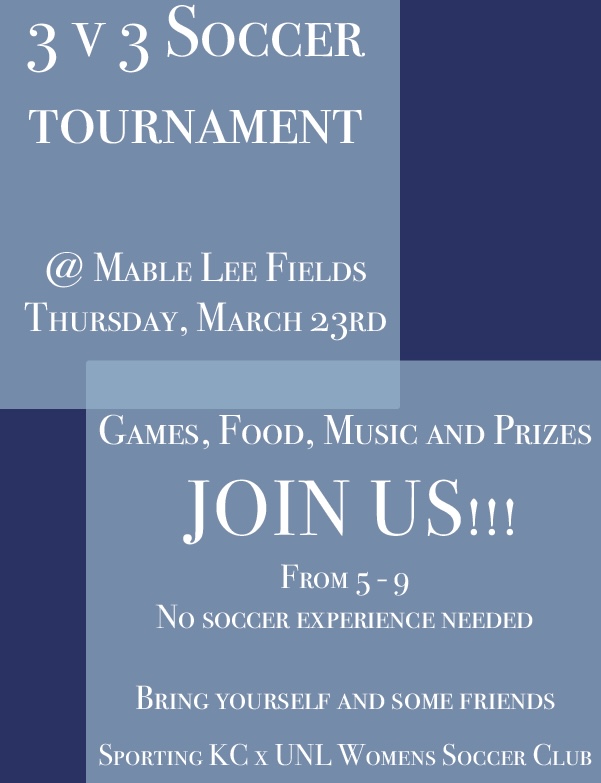 3 v 3 Soccer
tournament
@ Mable Lee Fields
Thursday, March 23rd
Games, Food, Music and Prizes
JOIN US!!!
From 5 - 9
No soccer experience needed
Bring yourself and some friends
Sporting KC x UNL Womens Soccer Club